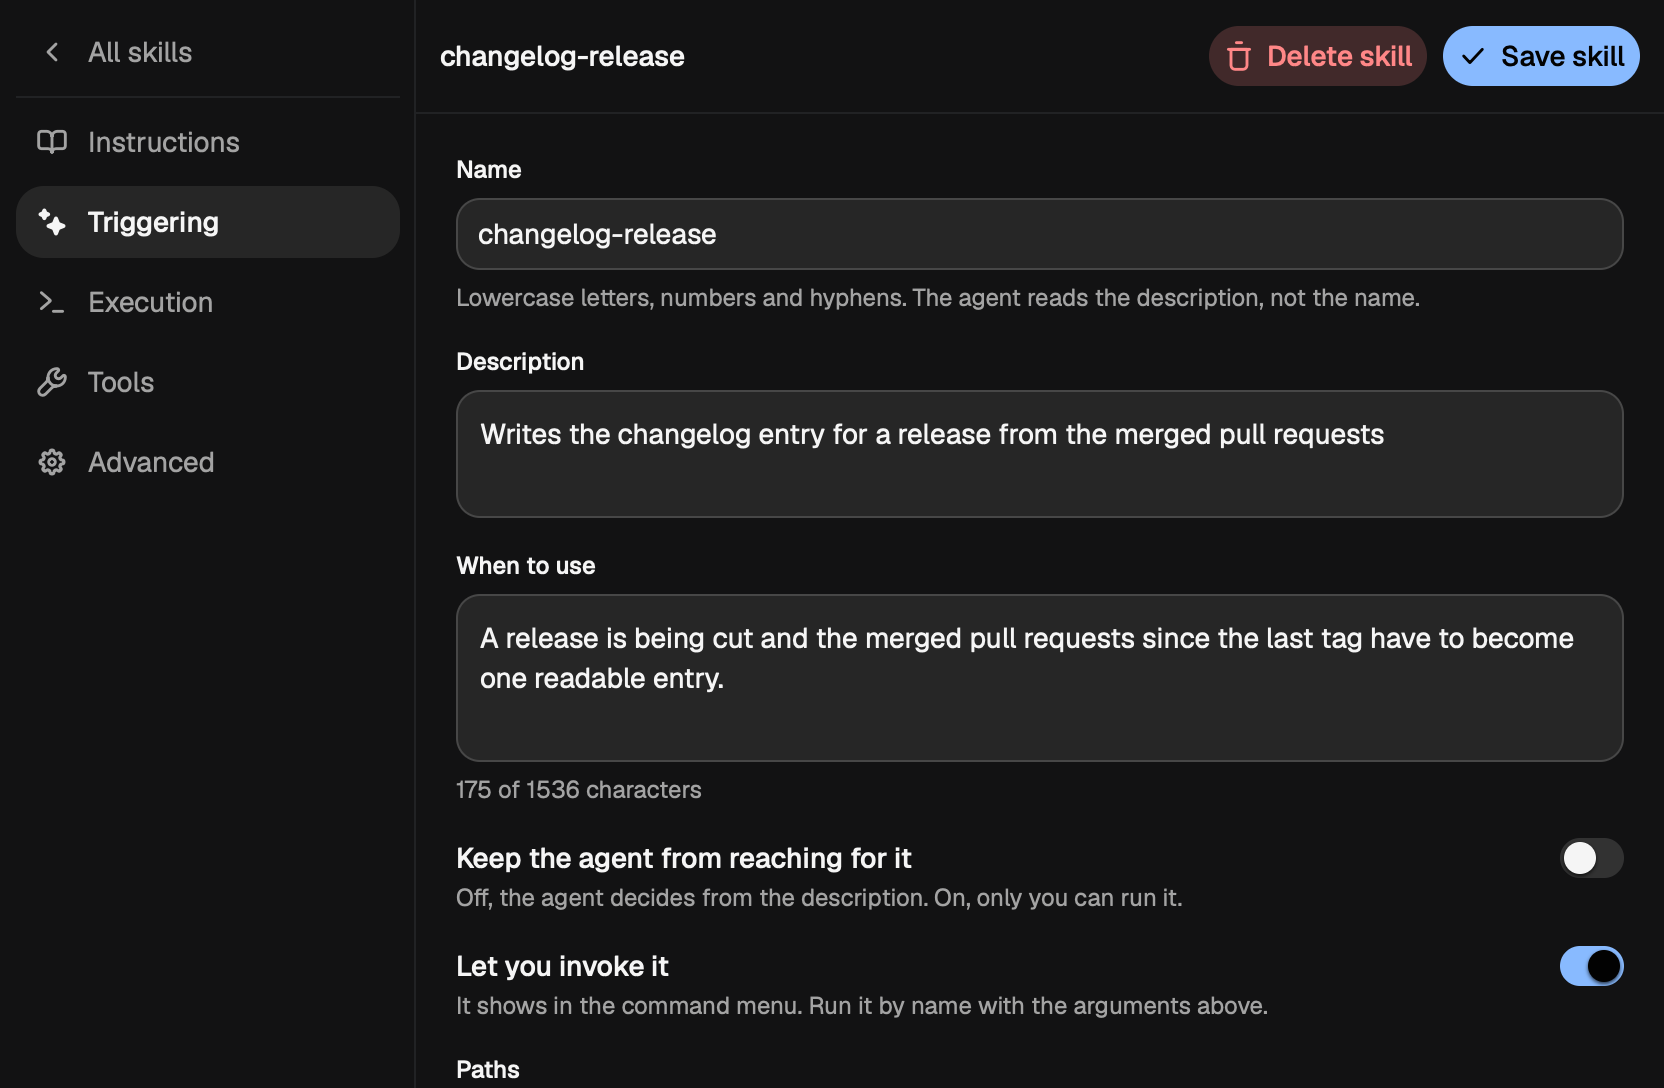 All skills
changelog-release
Delete skill
Save skill
Instructions
Triggering
Execution
Tools
Advanced
Name
changelog-release
Lowercase letters, numbers and hyphens. The agent reads the description, not the name.
Description
Writes the changelog entry for a release from the merged pull requests
When to use
A release is being cut and the merged pull requests since the last tag have to become
one readable entry.
175 of 1536 characters
Keep the agent from reaching for it
Off, the agent decides from the description. On, only you can run it.
Let you invoke it
It shows in the command menu. Run it by name with the arguments above.
Paths